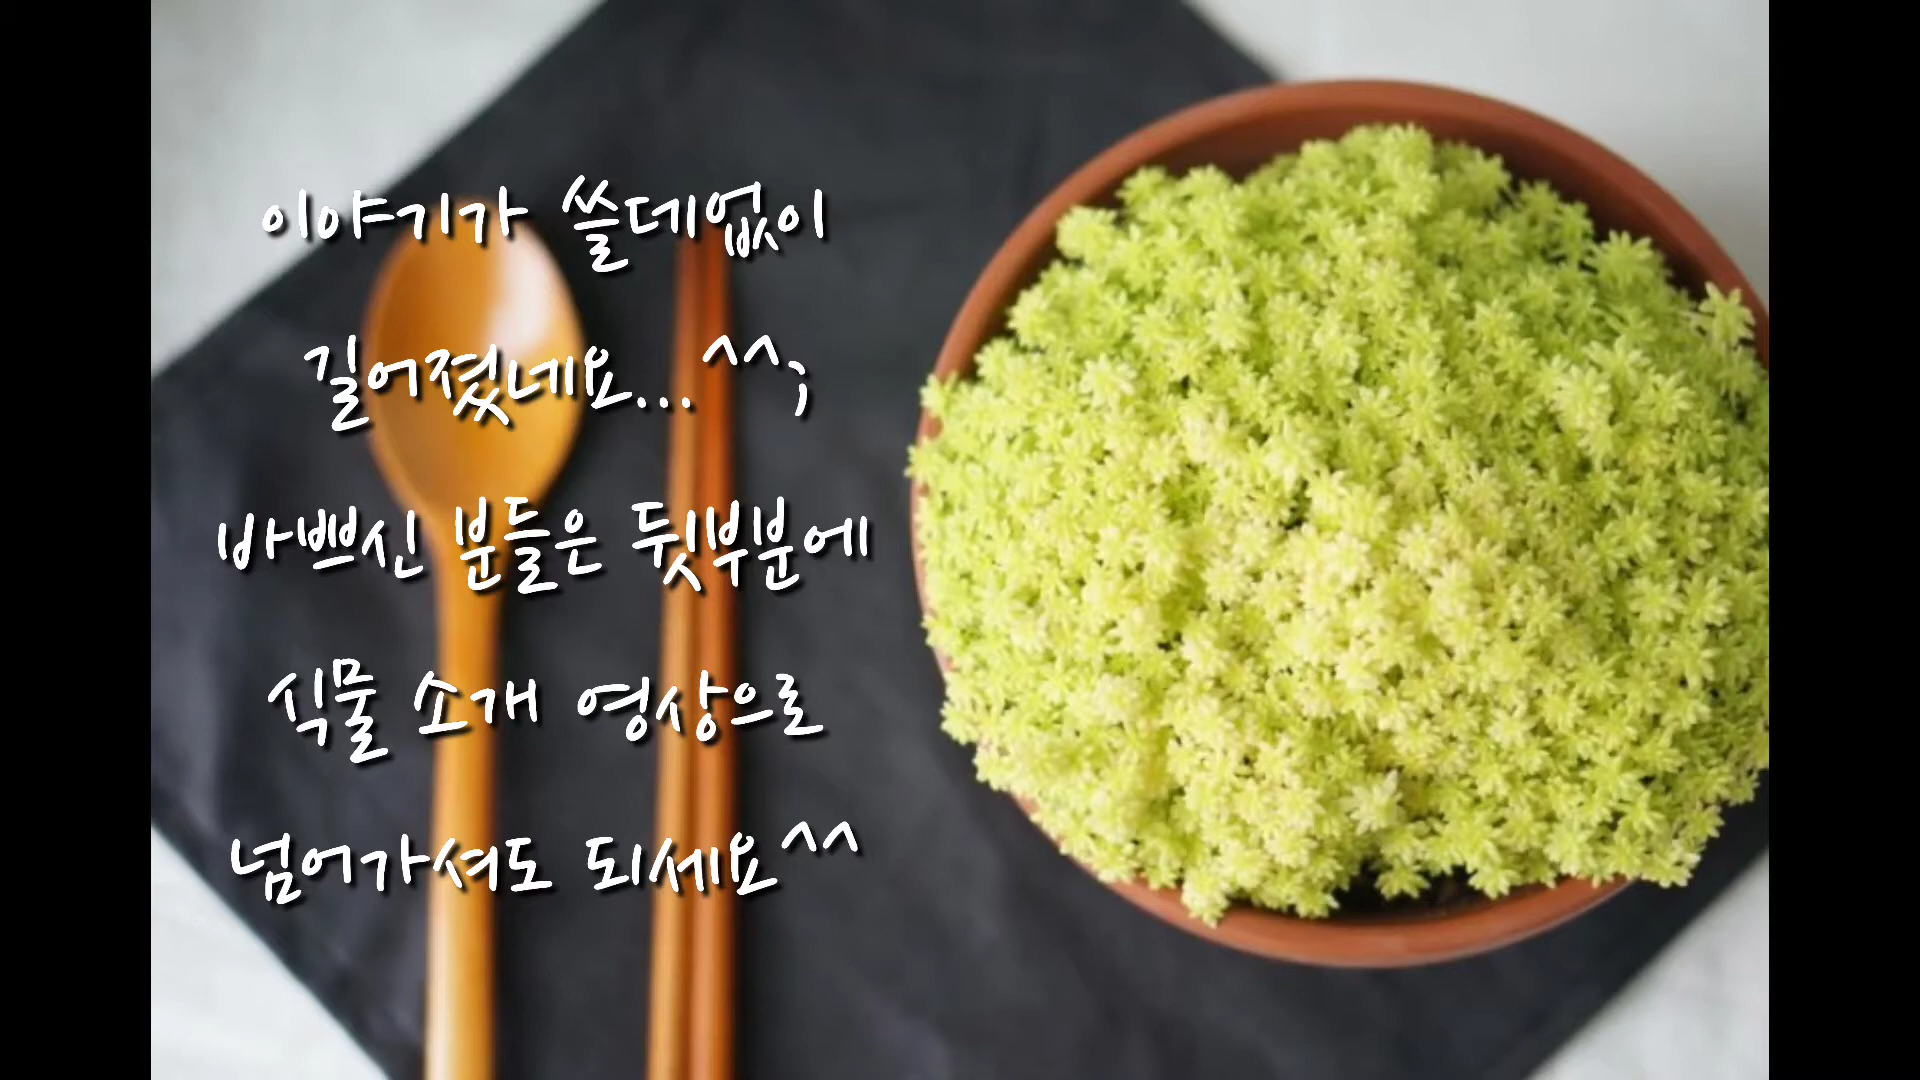 이야기가 쓸데없이
길어졌네요... ^^;
바쁘신 분들은 뒷부분에
식물 소개 영상으로
넘어가셔도 되세요^^